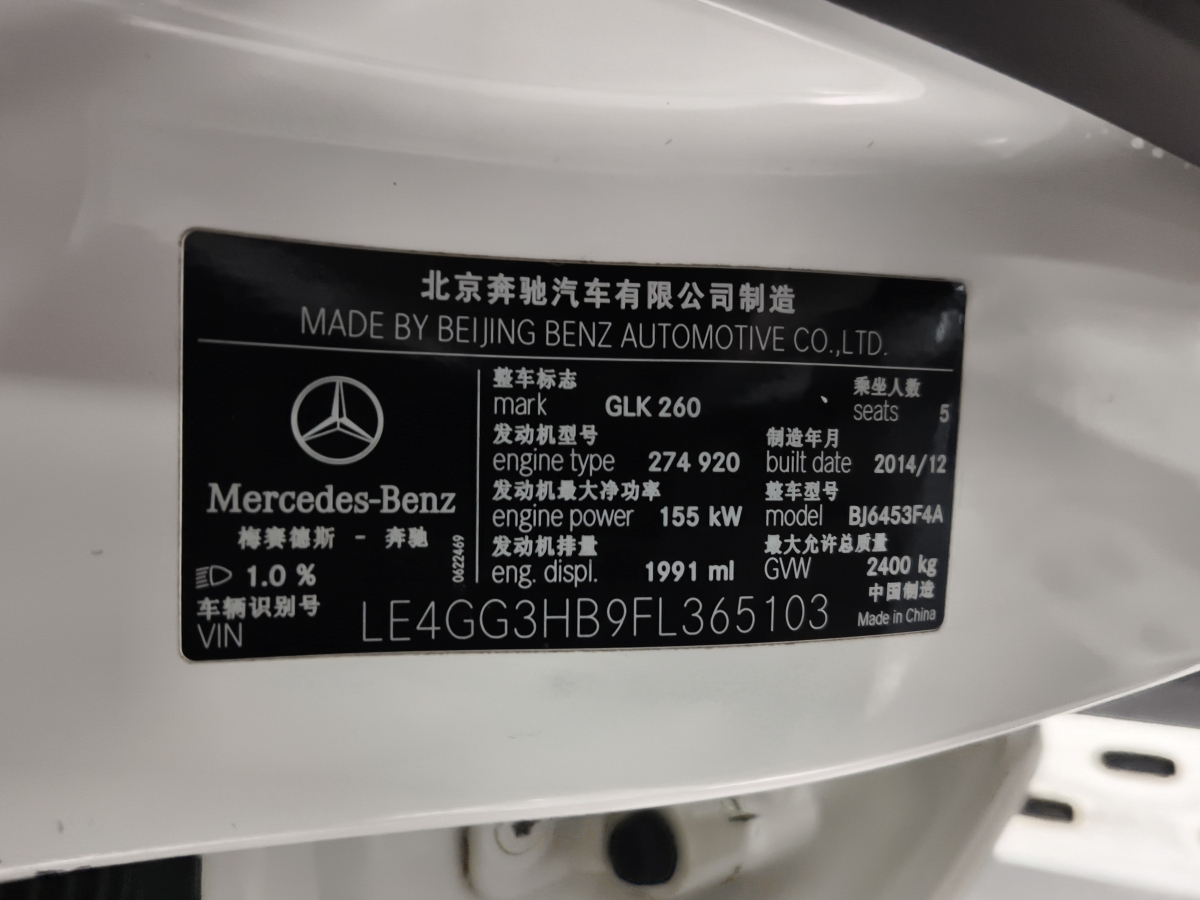 北京奔驰汽车有限公司制造
MADE BY BEIJING BENZ AUTOMOTIVE CO.,LTD.
Mercedes-Benz
梅赛德斯 - 奔驰
1.0 %
0622469
整车标志
mark GLK 260
乘坐人数
seats 5
发动机型号
engine type 274 920
制造年月
built date 2014/12
发动机最大净功率
engine power 155 kW
整车型号
model BJ6453F4A
发动机排量
eng. displ. 1991 ml
最大允许总质量
GVW 2400 kg
车辆识别号
VIN LE4GG3HB9FL365103
中国制造
Made in China